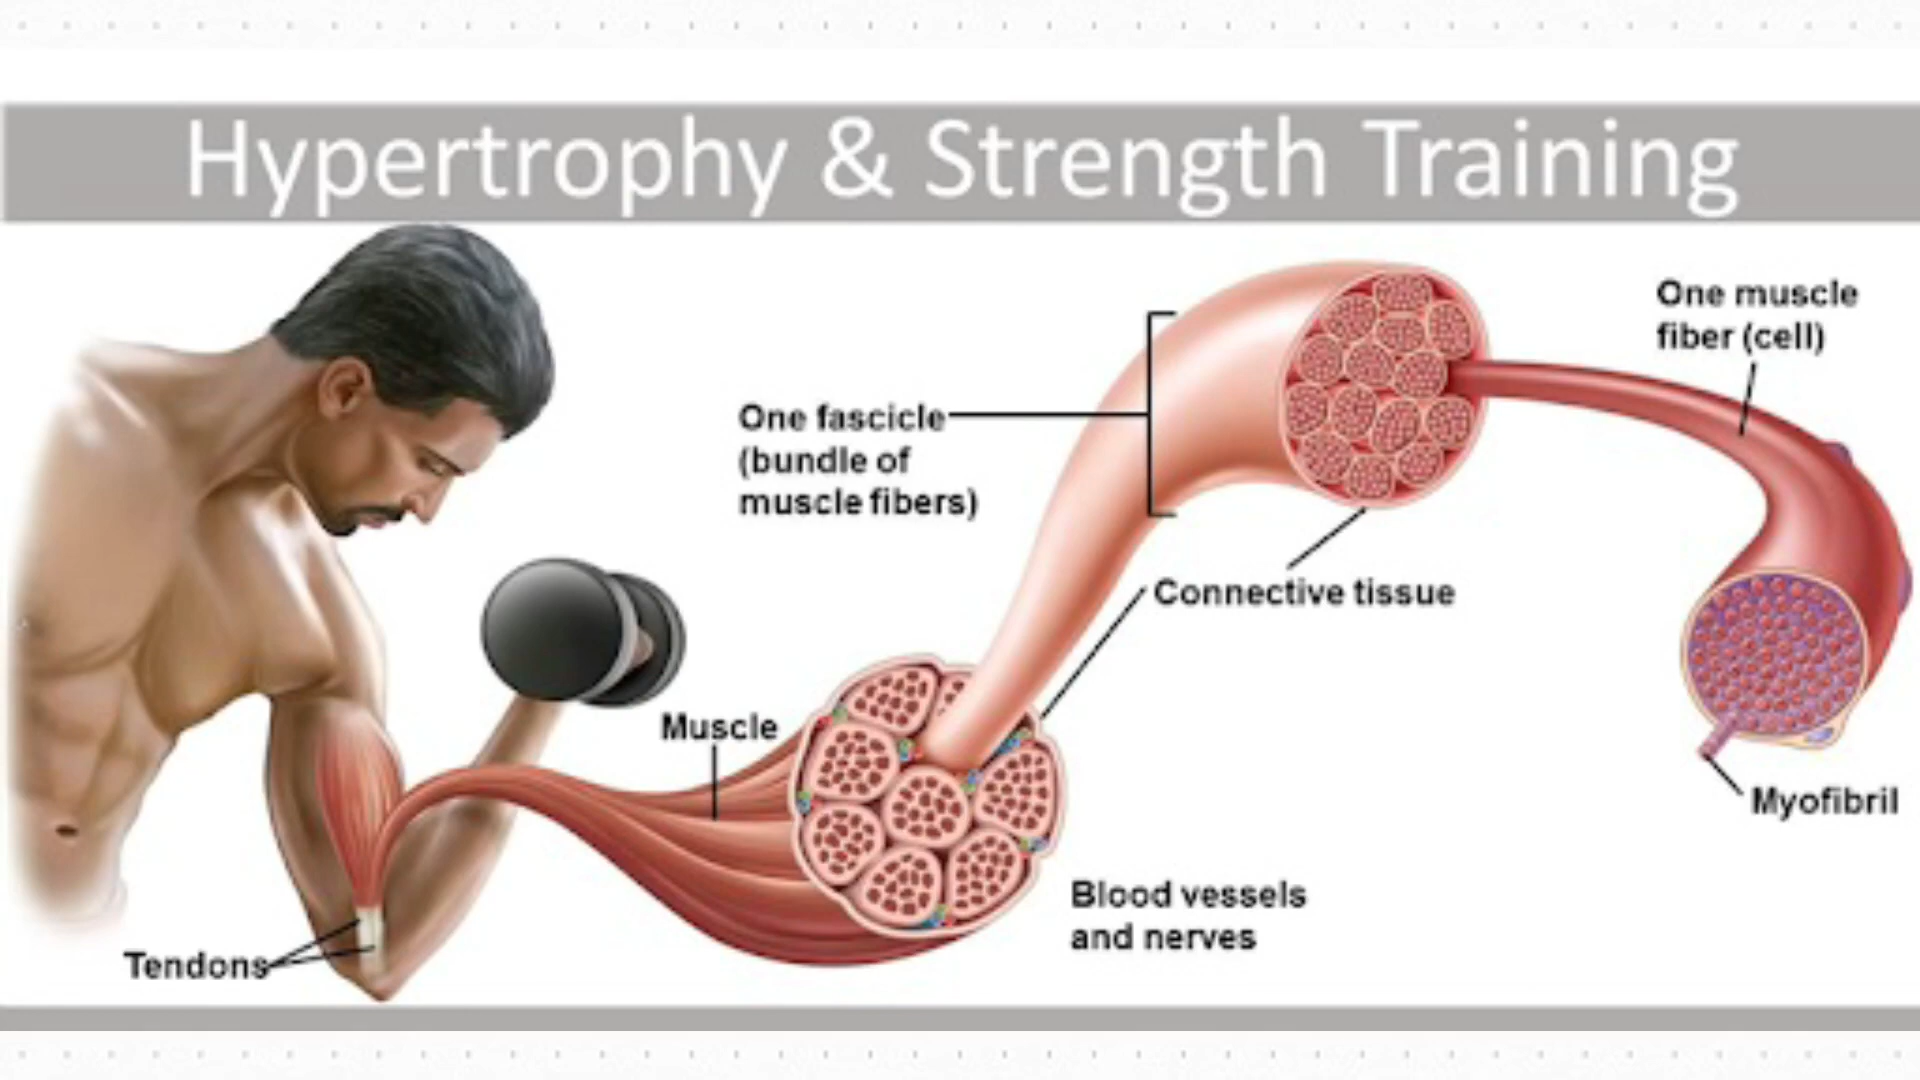 Hypertrophy & Strength Training
One muscle
fiber (cell)
One fascicle
(bundle of
muscle fibers)
Connective tissue
Muscle
Myofibril
Blood vessels
and nerves
Tendons